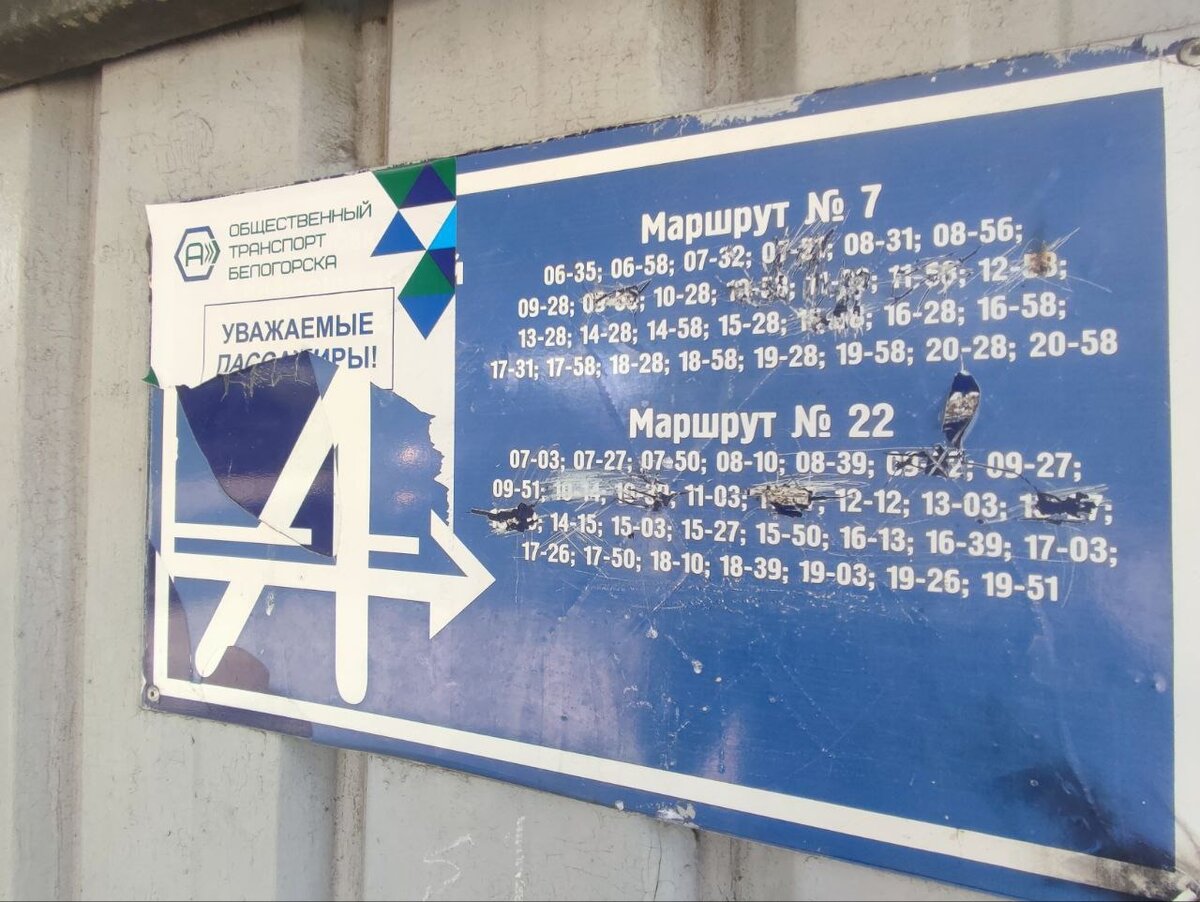 ОБЩЕСТВЕННЫЙ
ТРАНСПОРТ
БЕЛОГОРСКА
УВАЖАЕМЫЕ
ПАССАЖИРЫ!
А
Маршрут № 7
06-35; 06-58; 07-32; 08-31; 08-56;
09-28; 10-28; 11-58;
13-28; 14-28; 14-58; 15-28; 16-28; 16-58;
17-31; 17-58; 18-28; 18-58; 19-28; 19-58; 20-28; 20-58
Маршрут № 22
07-03; 07-27; 07-50; 08-10; 08-39; 09-27;
09-51; 11-03; 12-12; 13-03;
14-15; 15-03; 15-27; 15-50; 16-13; 16-39; 17-03;
17-26; 17-50; 18-10; 18-39; 19-03; 19-26; 19-51